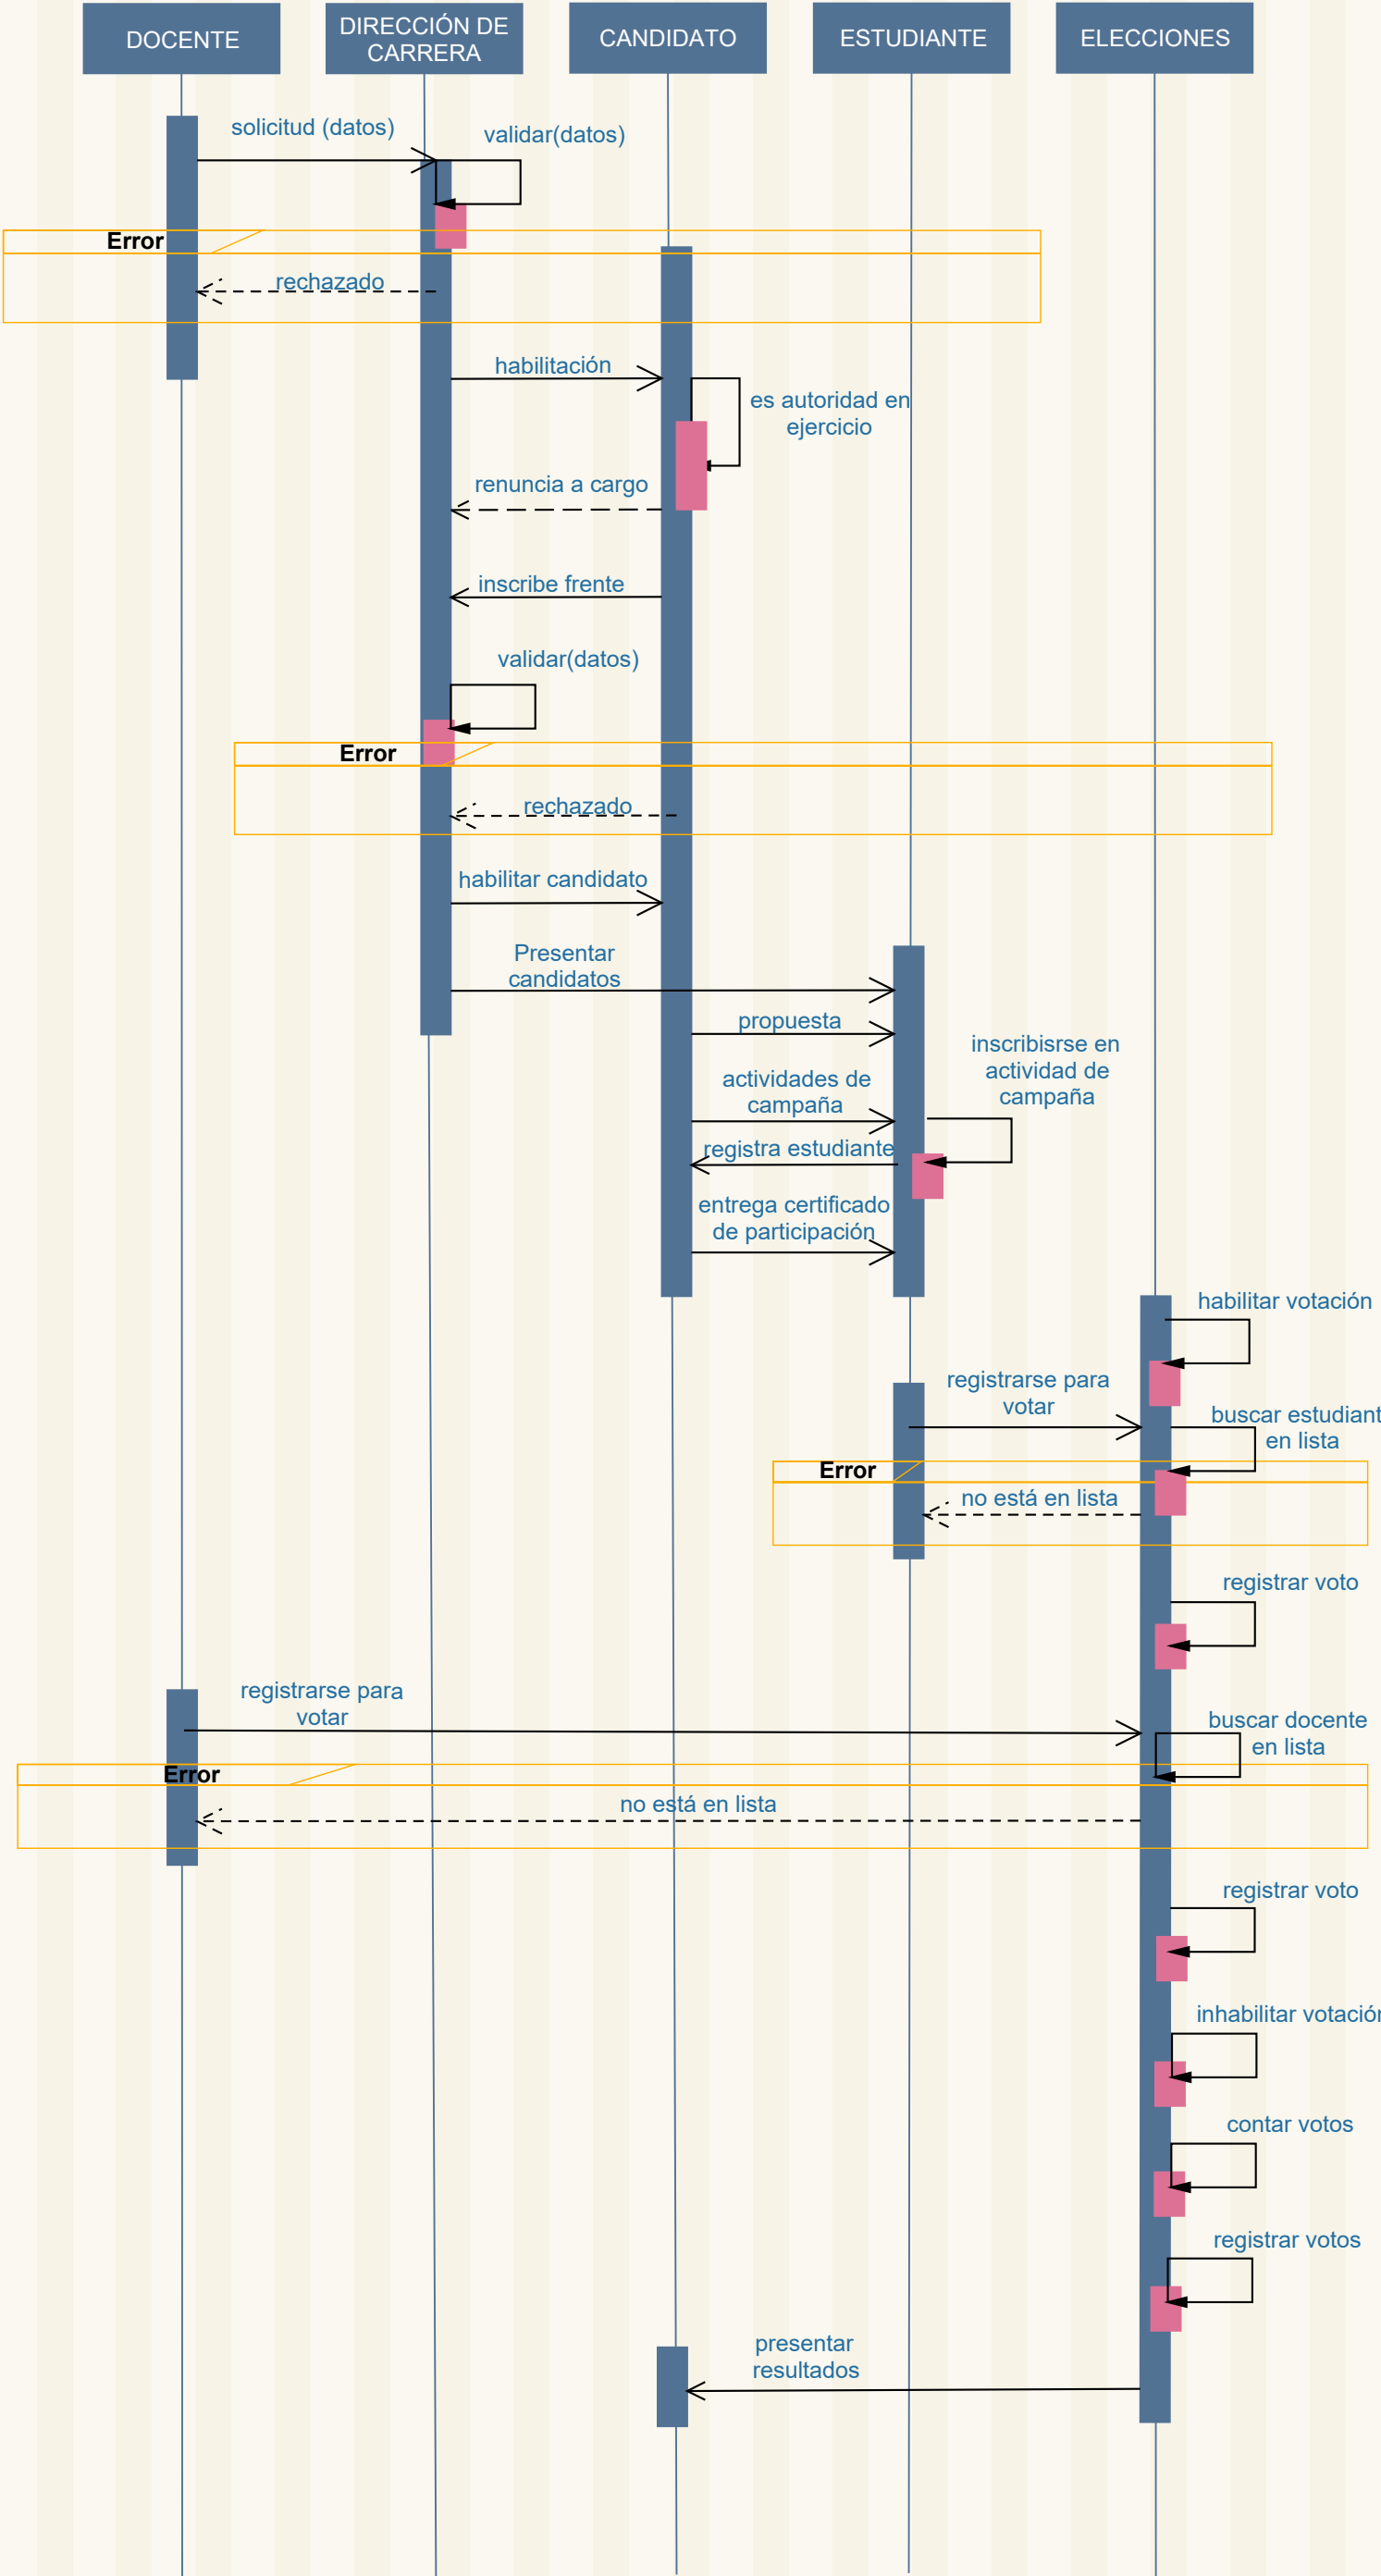 DOCENTE
DIRECCIÓN DE
CARRERA
CANDIDATO
ESTUDIANTE
ELECCIONES
solicitud (datos)
validar(datos)
Error
rechazado
habilitación
es autoridad en
ejercicio
renuncia a cargo
inscribe frente
validar(datos)
Error
rechazado
habilitar candidato
Presentar
candidatos
propuesta
inscribisrse en
actividad de
campaña
actividades de
campaña
registra estudiante
entrega certificado
de participación
habilitar votación
registrarse para
votar
buscar estudiant
en lista
Error
no está en lista
registrar voto
registrarse para
votar
buscar docente
en lista
Error
no está en lista
registrar voto
inhabilitar votación
contar votos
registrar votos
presentar
resultados